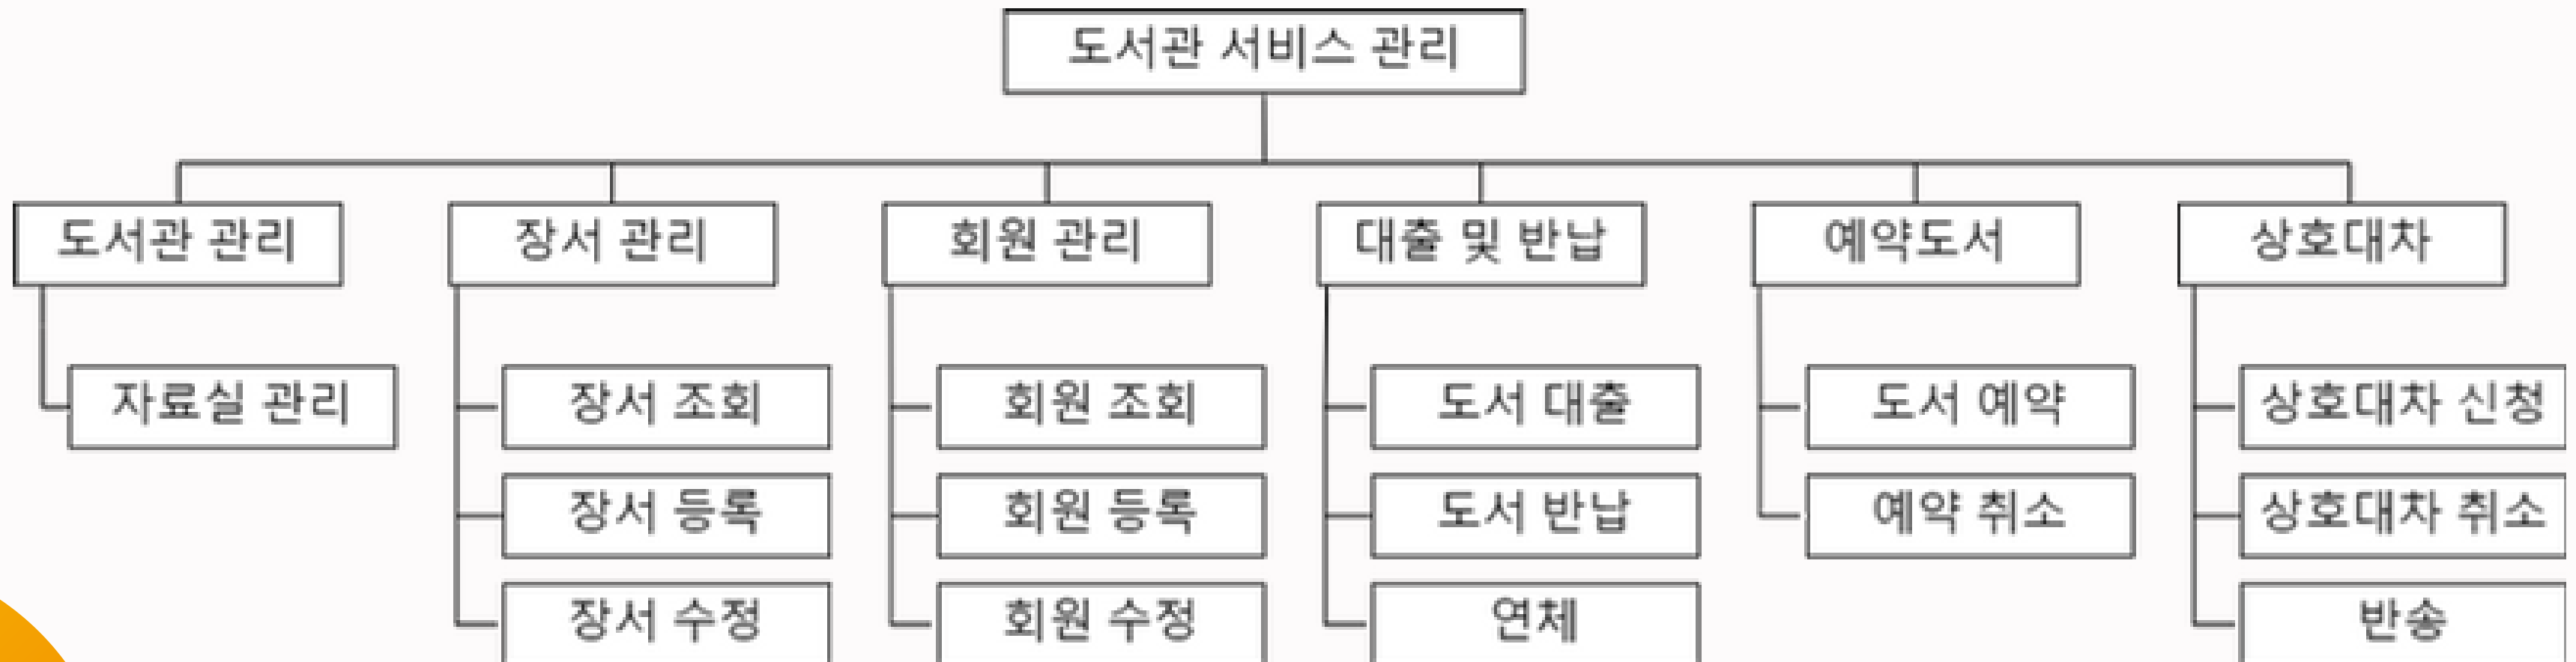 도서관 서비스 관리
도서관 관리
장서 관리
회원 관리
대출 및 반납
예약도서
상호대차
자료실 관리
장서 조회
회원 조회
도서 대출
도서 예약
상호대차 신청
장서 등록
회원 등록
도서 반납
예약 취소
상호대차 취소
장서 수정
회원 수정
연체
반송